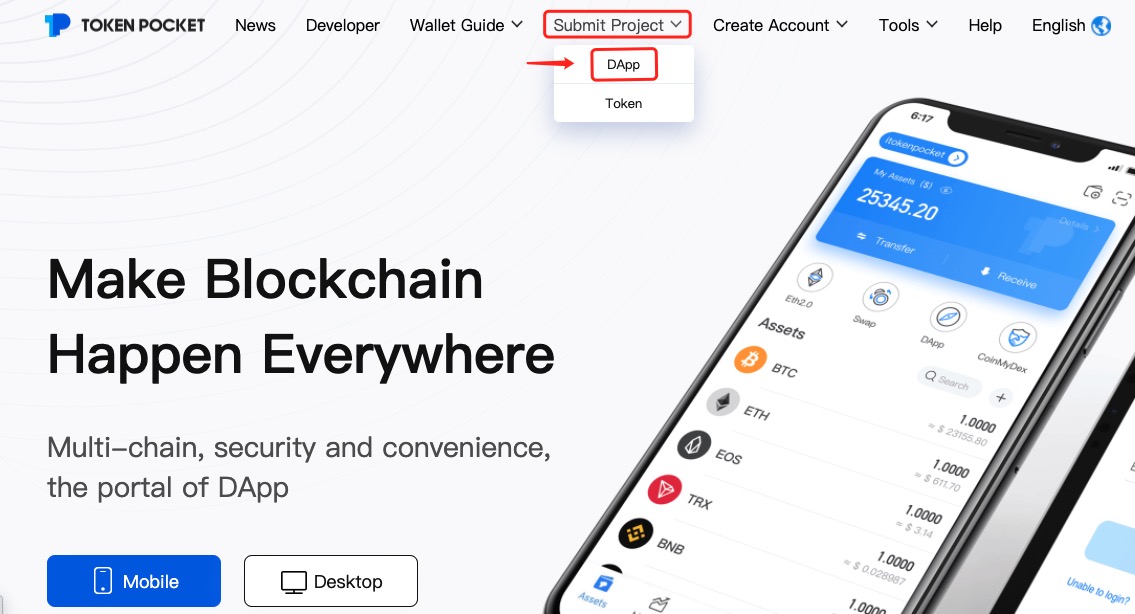 TOKEN POCKET
News
Developer
Wallet Guide
Submit Project
Create Account
Tools
Help
English
DApp
Token
Make Blockchain
Happen Everywhere
Multi-chain, security and convenience,
the portal of DApp
Mobile
Desktop
6:17
itokenpocket
My Assets ($)
Details
25345.20
Transfer
Receive
Eth2.0
Swap
DApp
CoinMyDex
Assets
Search
BTC
1.0000
≈ $ 23155.80
ETH
1.0000
≈ $ 611.70
EOS
1.0000
≈ $ 3.14
TRX
1.0000
≈ $ 0.028987
BNB
1.0000
Assets
Unable to login?